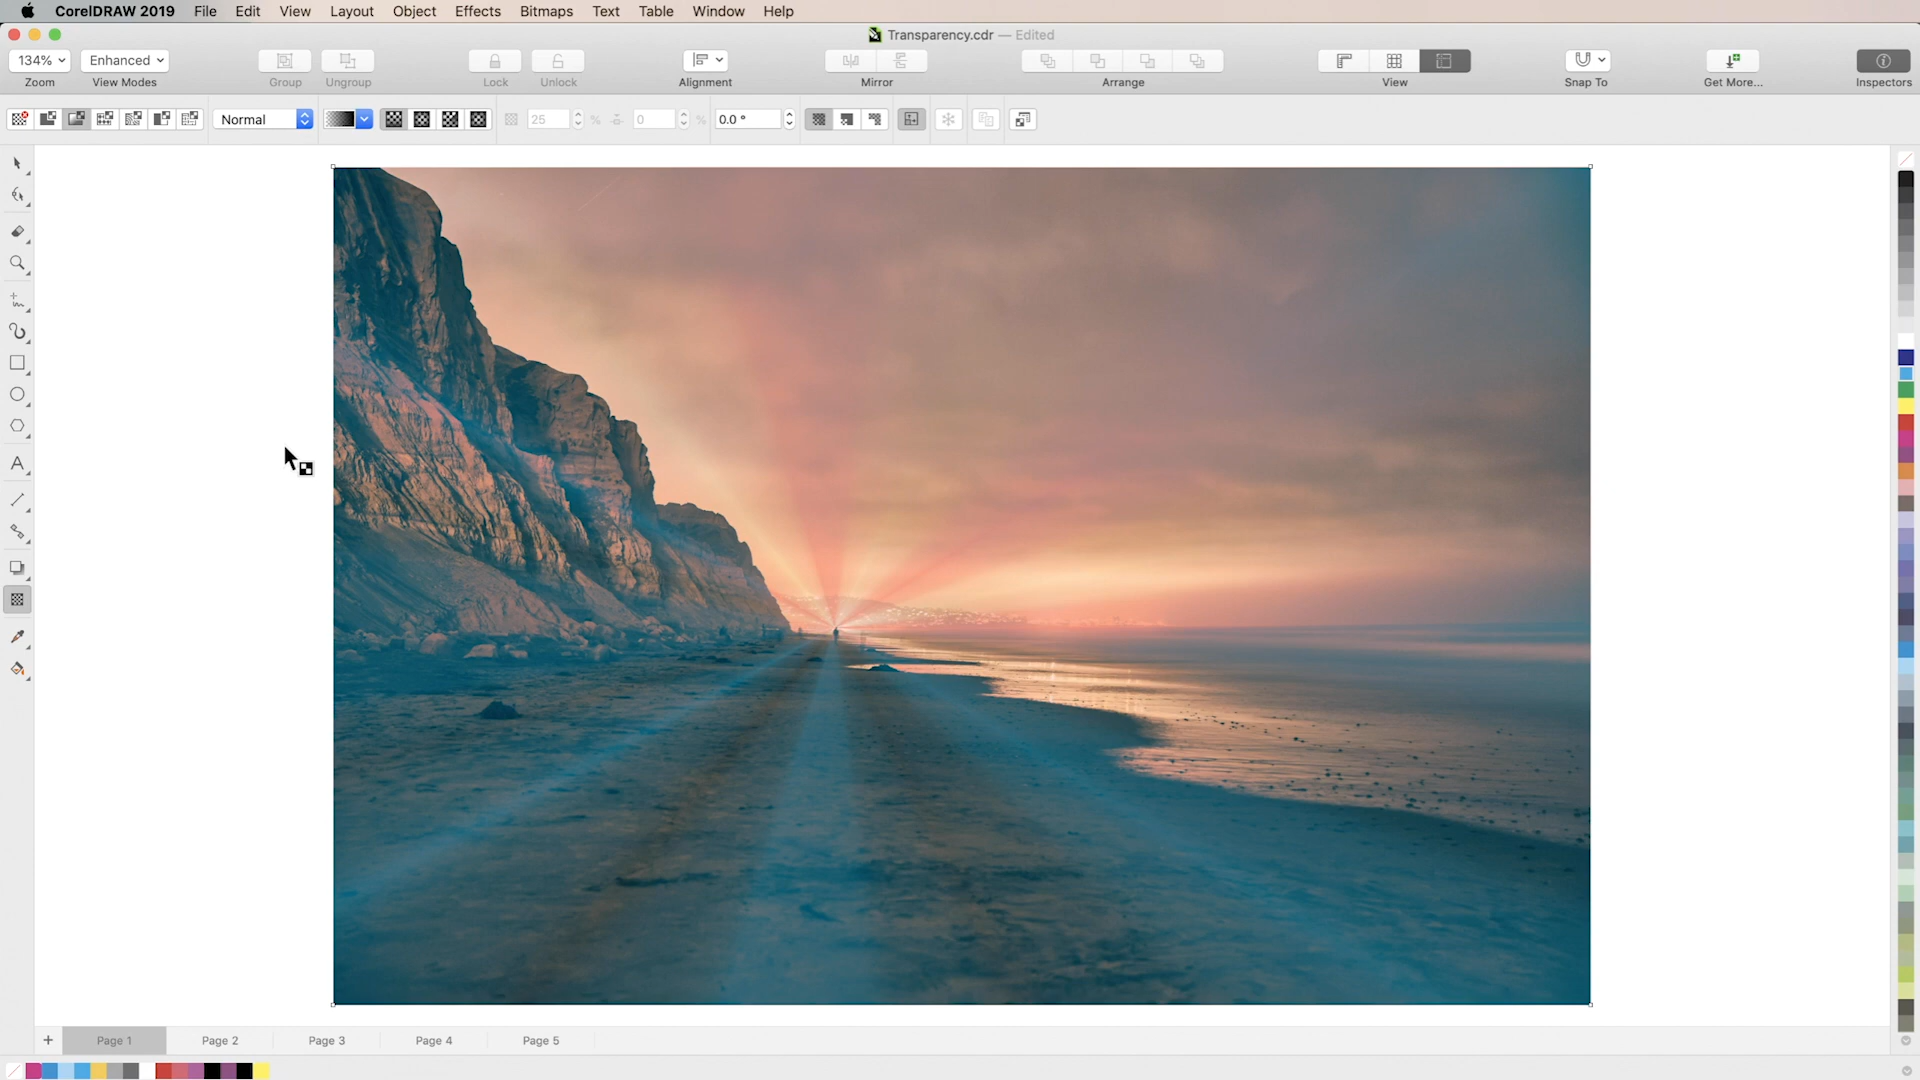 CorelDRAW 2019 File Edit View Layout Object Effects Bitmaps Text Table Window Help
Transparency.cdr — Edited
134% Enhanced
Zoom View Modes Group Ungroup Lock Unlock Alignment Mirror Arrange View Snap To Get More... Inspectors
Normal 25 % 0 % 0.0 °
Page 1 Page 2 Page 3 Page 4 Page 5